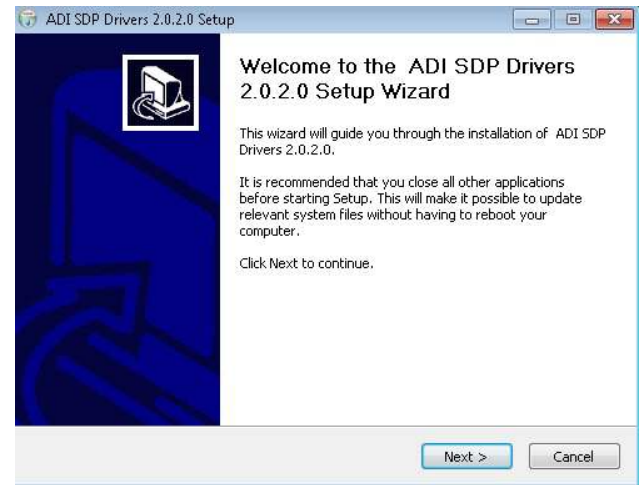 ADI SDP Drivers 2.0.2.0 Setup
Welcome to the ADI SDP Drivers
2.0.2.0 Setup Wizard
This wizard will guide you through the installation of ADI SDP
Drivers 2.0.2.0.
It is recommended that you close all other applications
before starting Setup. This will make it possible to update
relevant system files without having to reboot your
computer.
Click Next to continue.
Next >
Cancel